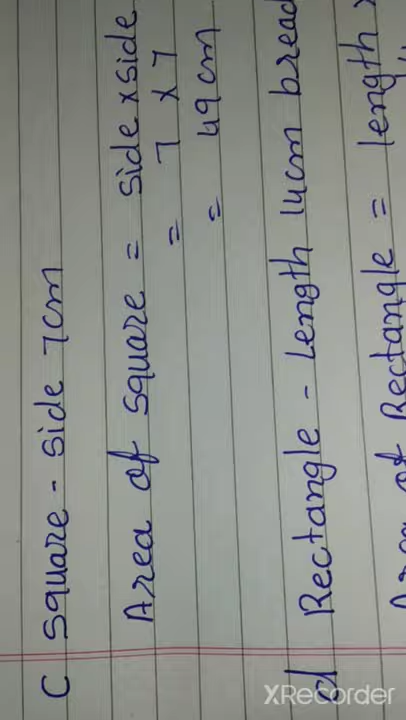 C square - side 7cm
Area of square = side x side
= 7 x 7
= 49 cm
d Rectangle - Length 14cm bread
Area of Rectangle = length x
XRecorder